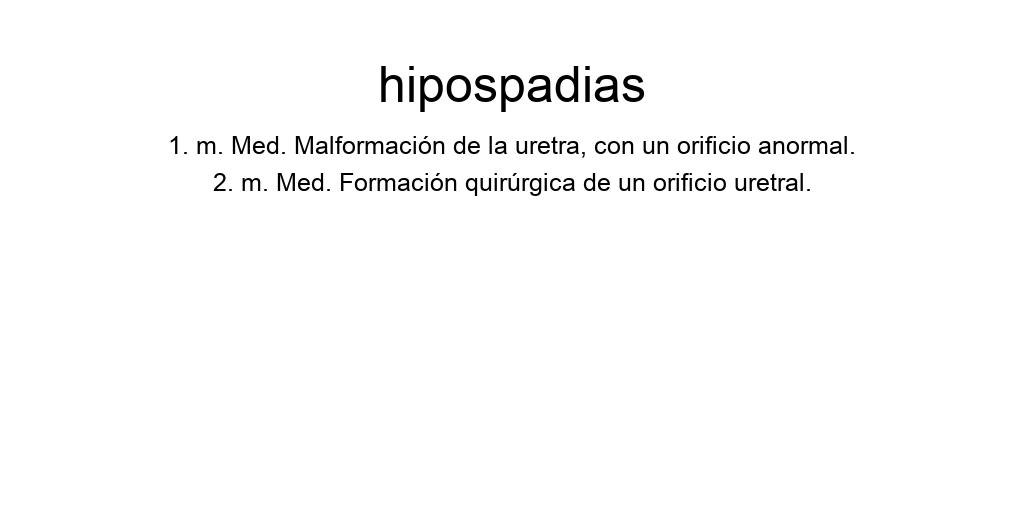 hipospadias
1. m. Med. Malformación de la uretra, con un orificio anormal.
2. m. Med. Formación quirúrgica de un orificio uretral.